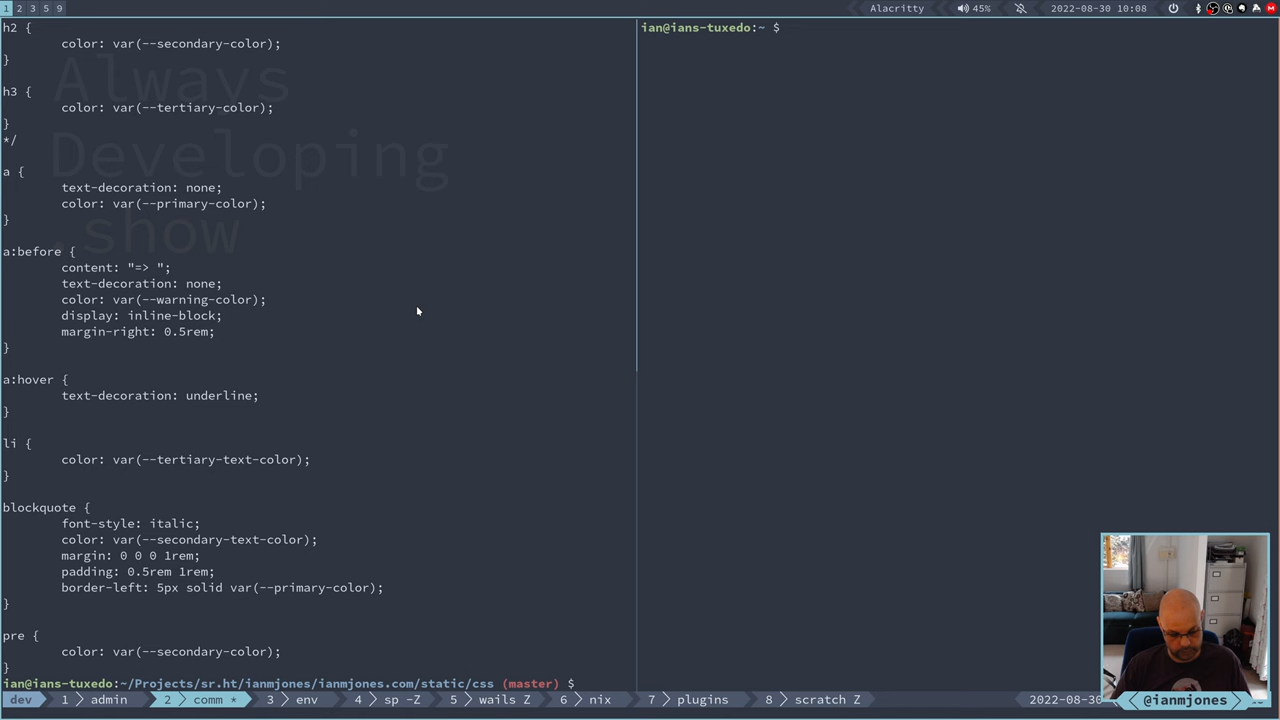 1 2 3 5 9
Alacritty 45% 2022-08-30 10:08
h2 {
color: var(--secondary-color);
}
h3 {
color: var(--tertiary-color);
}
*/
a {
text-decoration: none;
color: var(--primary-color);
}
a:before {
content: "=> ";
text-decoration: none;
color: var(--warning-color);
display: inline-block;
margin-right: 0.5rem;
}
a:hover {
text-decoration: underline;
}
li {
color: var(--tertiary-text-color);
}
blockquote {
font-style: italic;
color: var(--secondary-text-color);
margin: 0 0 0 1rem;
padding: 0.5rem 1rem;
border-left: 5px solid var(--primary-color);
}
pre {
color: var(--secondary-color);
}
ian@ians-tuxedo:~/Projects/sr.ht/ianmjones/ianmjones.com/static/css (master) $
Always
Developing
.show
ian@ians-tuxedo:~ $
dev 1 admin 2 comm * 3 env 4 sp -Z 5 wails Z 6 nix 7 plugins 8 scratch Z 2022-08-30
@ianmjones